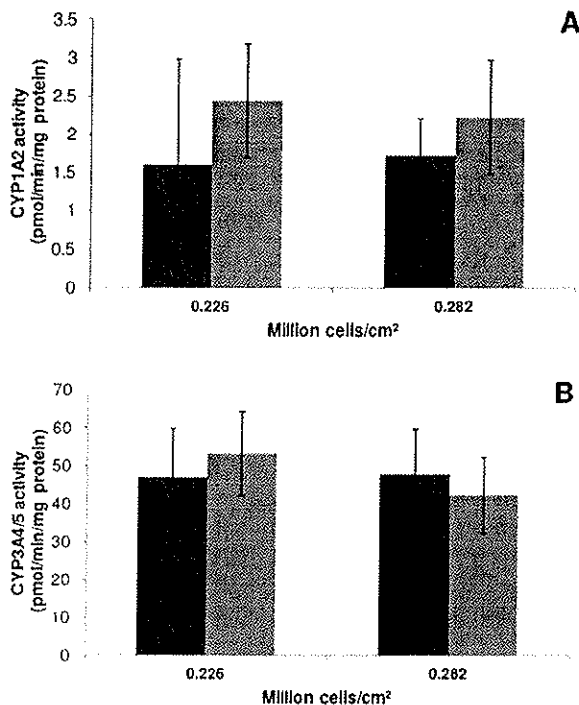 A
CYP1A2 activity
(pmol/min/mg protein)
3.5
3
2.5
2
1.5
1
0.5
0
0.226
0.282
Million cells/cm²
B
CYP3A4/5 activity
(pmol/min/mg protein)
70
60
50
40
30
20
10
0
0.226
0.282
Million cells/cm²